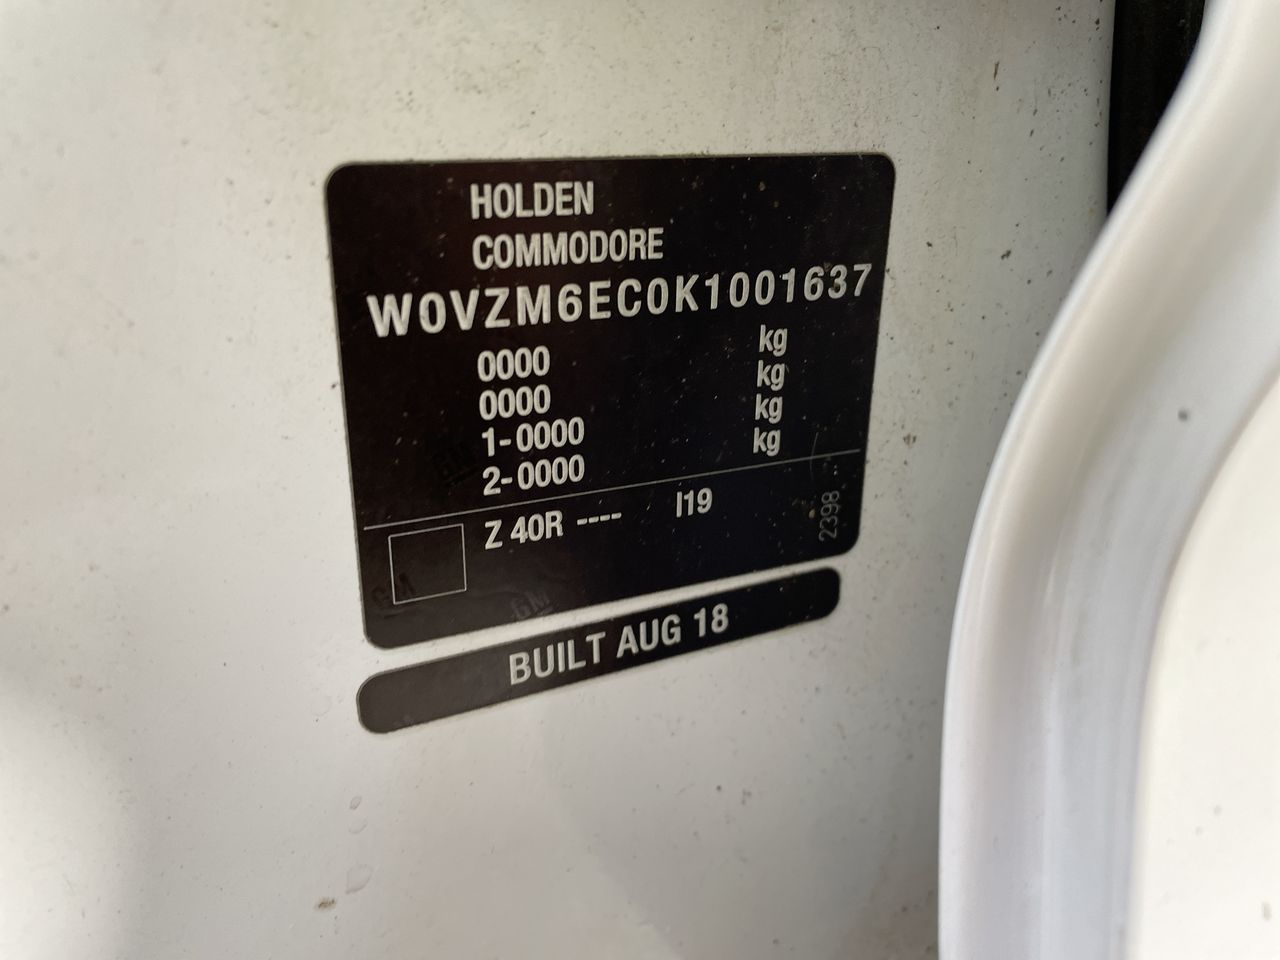 HOLDEN
COMMODORE
W0VZM6EC0K1001637
0000 kg
0000 kg
1-0000 kg
2-0000 kg
Z 40R ---- I19
2398
GM
BUILT AUG 18